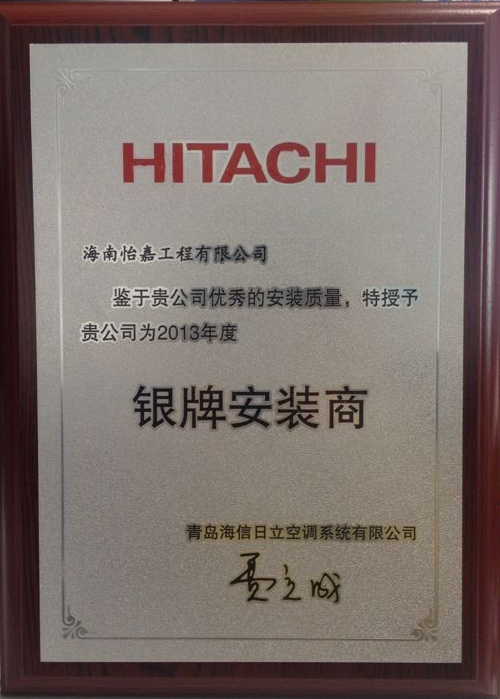 HITACHI
海南怡嘉工程有限公司
鉴于贵公司优秀的安装质量，特授予
贵公司为2013年度
银牌安装商
青岛海信日立空调系统有限公司